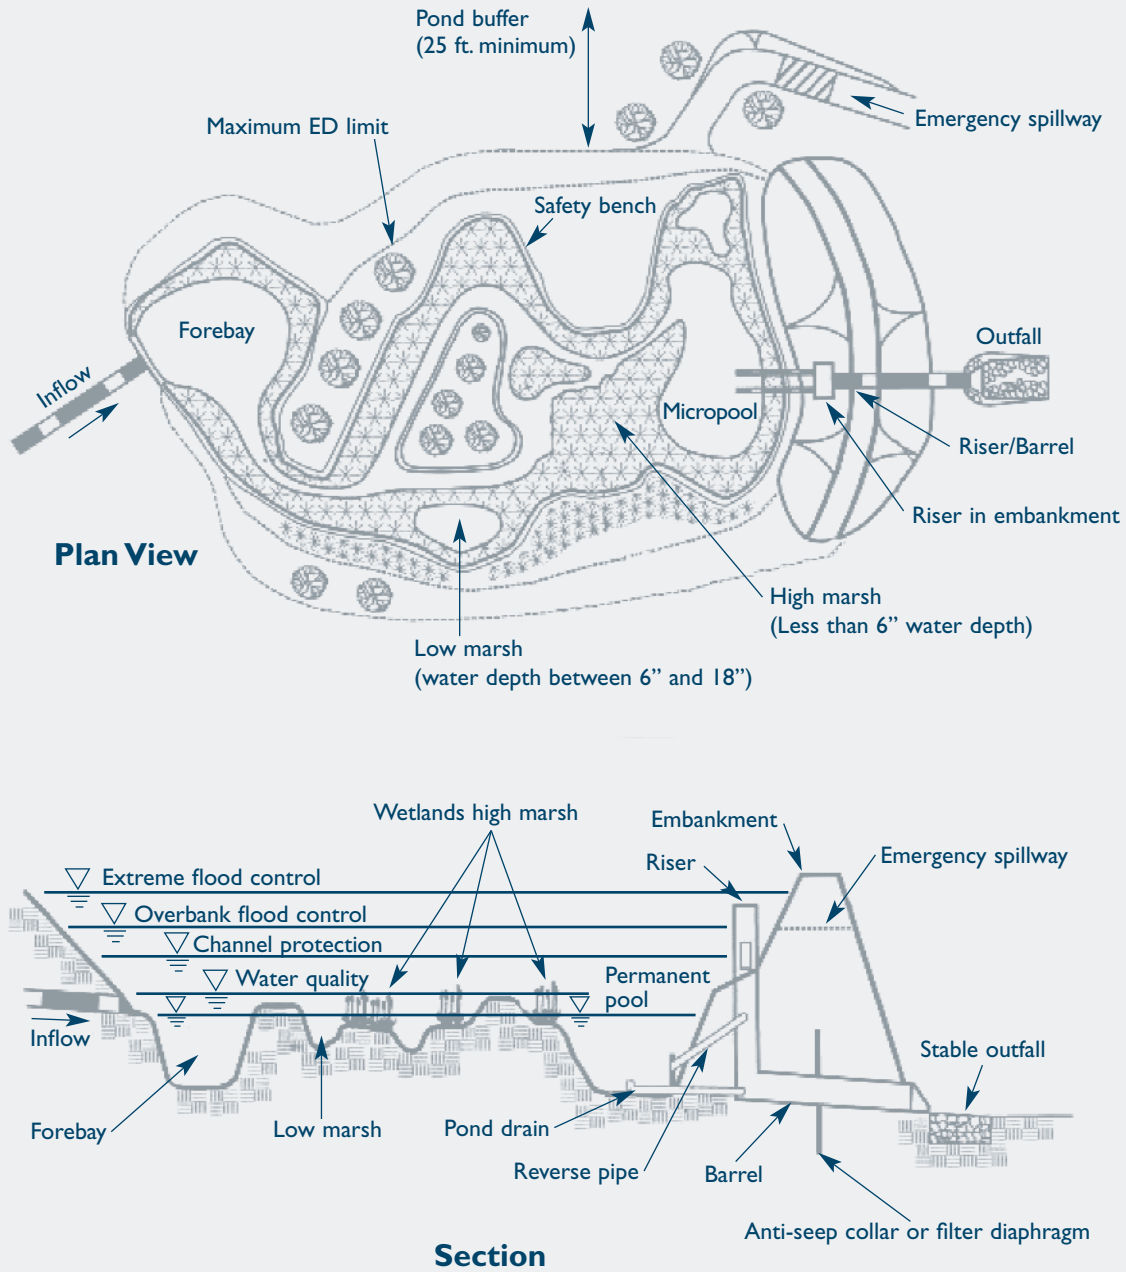 Pond buffer
(25 ft. minimum)
Emergency spillway
Maximum ED limit
Safety bench
Forebay
Outfall
Inflow
Micropool
Riser/Barrel
Riser in embankment
Plan View
High marsh
(Less than 6” water depth)
Low marsh
(water depth between 6” and 18”)
Wetlands high marsh
Embankment
Emergency spillway
Riser
Extreme flood control
Overbank flood control
Channel protection
Water quality
Permanent
pool
Inflow
Stable outfall
Forebay
Low marsh
Pond drain
Reverse pipe
Barrel
Anti-seep collar or filter diaphragm
Section